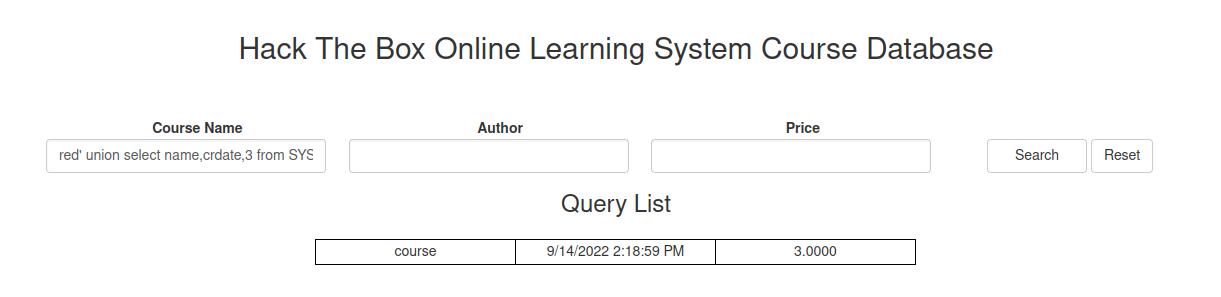 Hack The Box Online Learning System Course Database
Course Name Author Price
red' union select name,crdate,3 from SYS Search Reset
Query List
course 9/14/2022 2:18:59 PM 3.0000